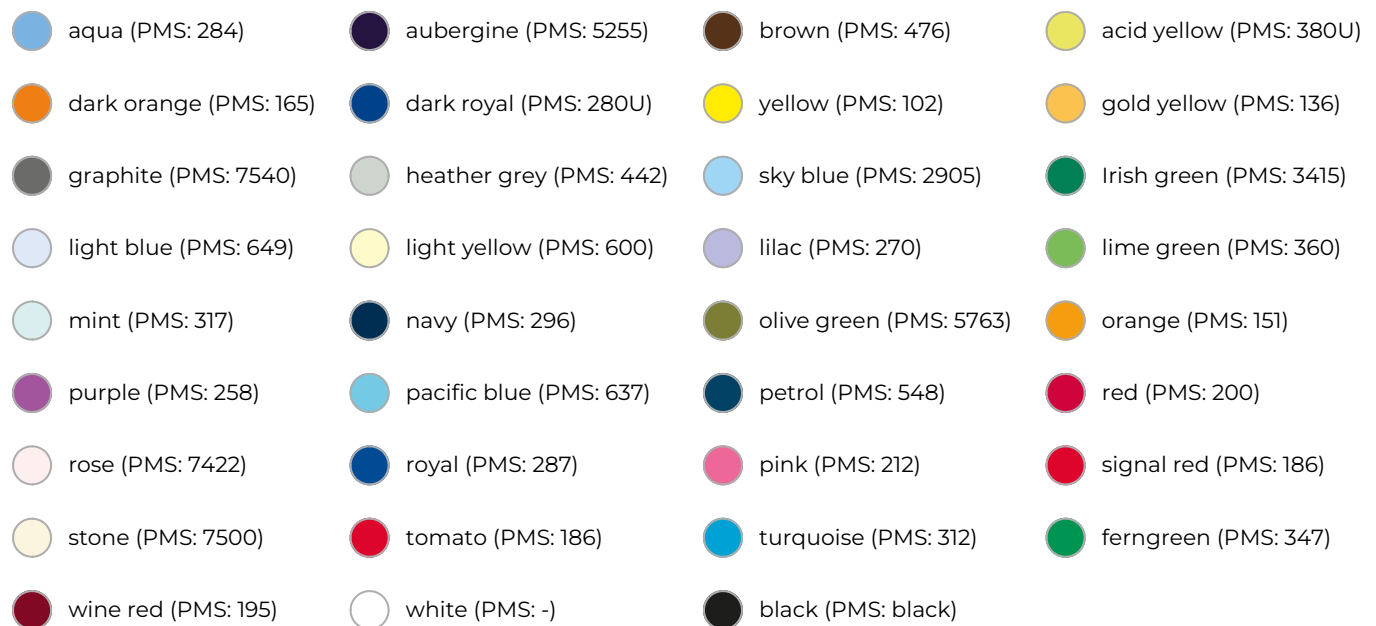 aqua (PMS: 284)
aubergine (PMS: 5255)
brown (PMS: 476)
acid yellow (PMS: 380U)
dark orange (PMS: 165)
dark royal (PMS: 280U)
yellow (PMS: 102)
gold yellow (PMS: 136)
graphite (PMS: 7540)
heather grey (PMS: 442)
sky blue (PMS: 2905)
Irish green (PMS: 3415)
light blue (PMS: 649)
light yellow (PMS: 600)
lilac (PMS: 270)
lime green (PMS: 360)
mint (PMS: 317)
navy (PMS: 296)
olive green (PMS: 5763)
orange (PMS: 151)
purple (PMS: 258)
pacific blue (PMS: 637)
petrol (PMS: 548)
red (PMS: 200)
rose (PMS: 7422)
royal (PMS: 287)
pink (PMS: 212)
signal red (PMS: 186)
stone (PMS: 7500)
tomato (PMS: 186)
turquoise (PMS: 312)
ferngreen (PMS: 347)
wine red (PMS: 195)
white (PMS: -)
black (PMS: black)